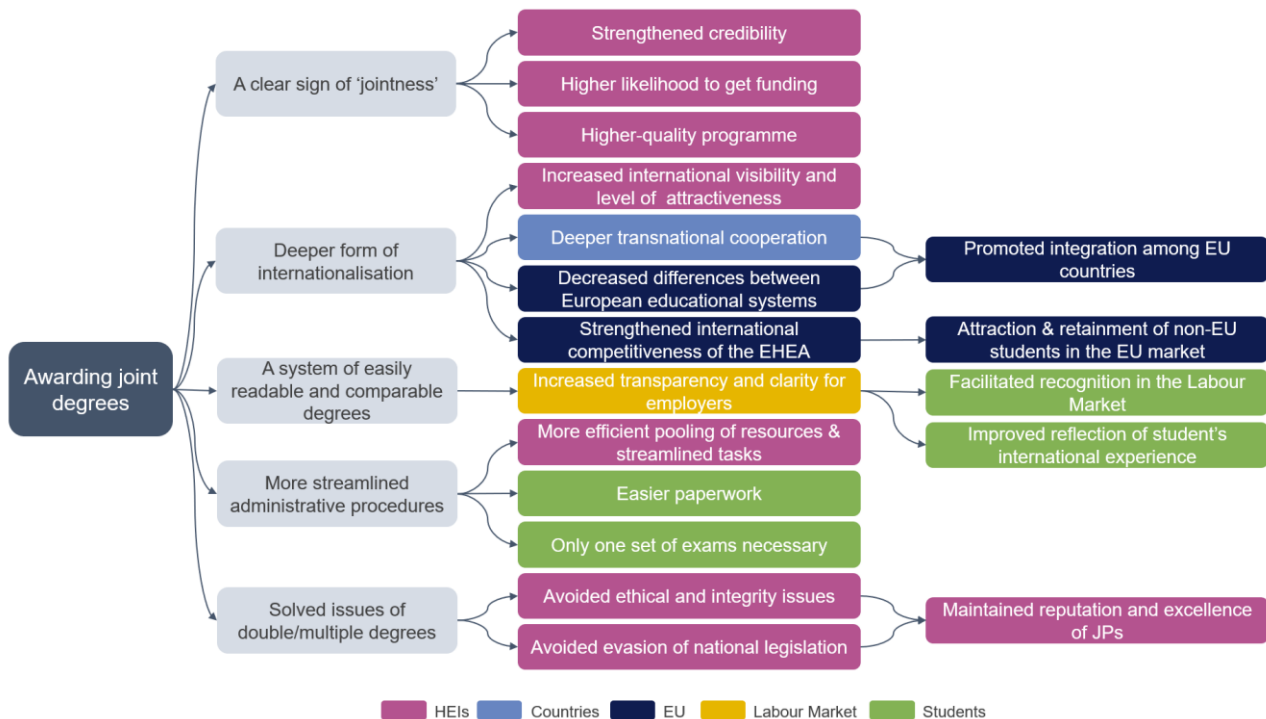 Awarding joint
degrees
A clear sign of ‘jointness’
Strengthened credibility
Higher likelihood to get funding
Higher-quality programme
Deeper form of
internationalisation
Increased international visibility and
level of  attractiveness
Deeper transnational cooperation
Decreased differences between
European educational systems
Promoted integration among EU
countries
Strengthened international
competitiveness of the EHEA
Attraction & retainment of non-EU
students in the EU market
A system of easily
readable and comparable
degrees
Increased transparency and clarity for
employers
Facilitated recognition in the Labour
Market
Improved reflection of student’s
international experience
More streamlined
administrative procedures
More efficient pooling of resources &
streamlined tasks
Easier paperwork
Only one set of exams necessary
Solved issues of
double/multiple degrees
Avoided ethical and integrity issues
Avoided evasion of national legislation
Maintained reputation and excellence
of JPs
HEIs
Countries
EU
Labour Market
Students